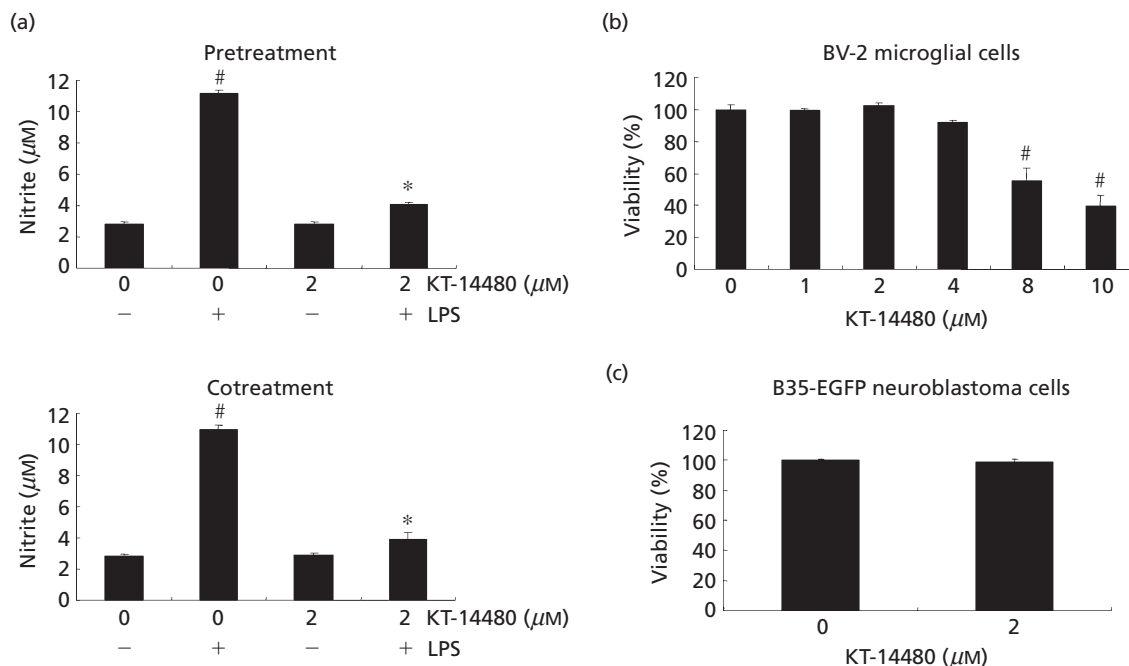 (a)
Pretreatment
Nitrite (μM)
12
10
8
6
4
2
0
#
*
0 0 2 2 KT-14480 (μM)
− + − + LPS
Cotreatment
Nitrite (μM)
12
10
8
6
4
2
0
#
*
0 0 2 2 KT-14480 (μM)
− + − + LPS
(b)
BV-2 microglial cells
Viability (%)
120
100
80
60
40
20
0
#
#
0 1 2 4 8 10
KT-14480 (μM)
(c)
B35-EGFP neuroblastoma cells
Viability (%)
120
100
80
60
40
20
0
0 2
KT-14480 (μM)